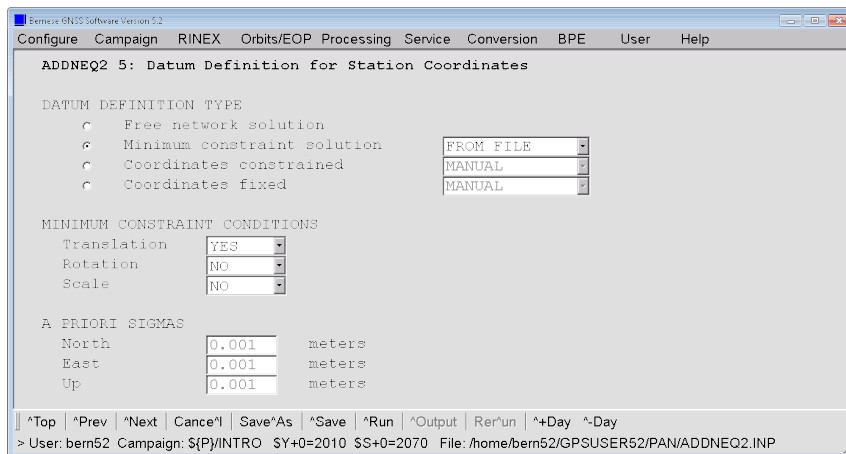 Bernese GNSS Software Version 5.2
Configure Campaign RINEX Orbits/EOP Processing Service Conversion BPE User Help
ADDNEQ2 5: Datum Definition for Station Coordinates
DATUM DEFINITION TYPE
Free network solution
Minimum constraint solution FROM FILE
Coordinates constrained MANUAL
Coordinates fixed MANUAL
MINIMUM CONSTRAINT CONDITIONS
Translation YES
Rotation NO
Scale NO
A PRIORI SIGMAS
North 0.001 meters
East 0.001 meters
Up 0.001 meters
^Top | ^Prev | ^Next | Cance^l | Save^As | ^Save | ^Run | ^Output | Rer^un | ^+Day ^-Day
> User: bern52 Campaign: ${P}/INTRO $Y+0=2010 $S+0=2070 File: /home/bern52/GPSUSER52/PAN/ADDNEQ2.INP